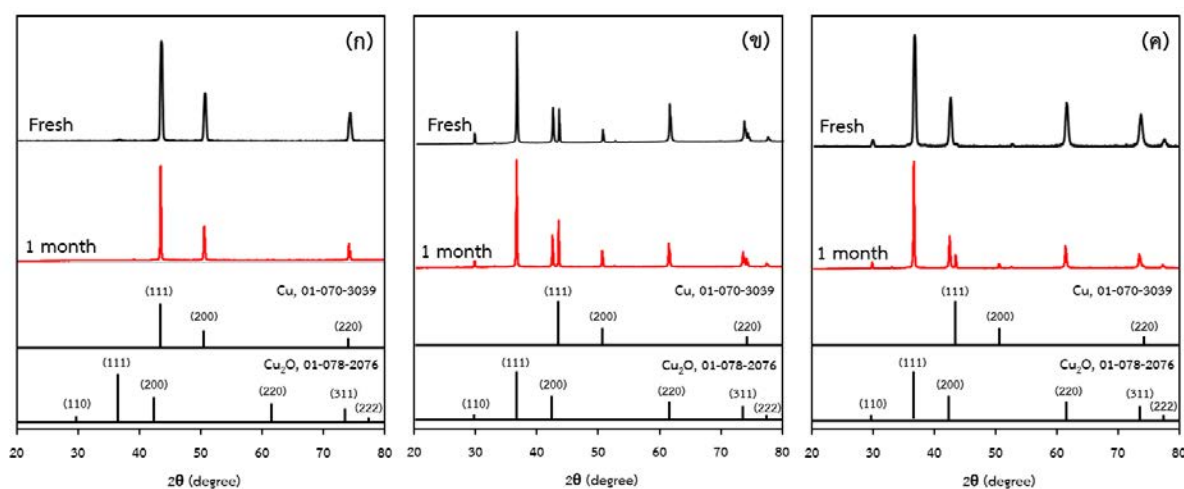 (ก)
Fresh
1 month
(111)
Cu, 01-070-3039
(200)
(220)
(111)
Cu₂O, 01-078-2076
(200)
(220)
(311)
(110)
(222)
20 30 40 50 60 70 80
2θ (degree)
(ข)
Fresh
1 month
(111)
Cu, 01-070-3039
(200)
(220)
(111)
Cu₂O, 01-078-2076
(200)
(220)
(311)
(110)
(222)
20 30 40 50 60 70 80
2θ (degree)
(ค)
Fresh
1 month
(111)
Cu, 01-070-3039
(200)
(220)
(111)
Cu₂O, 01-078-2076
(200)
(220)
(311)
(110)
(222)
20 30 40 50 60 70 80
2θ (degree)